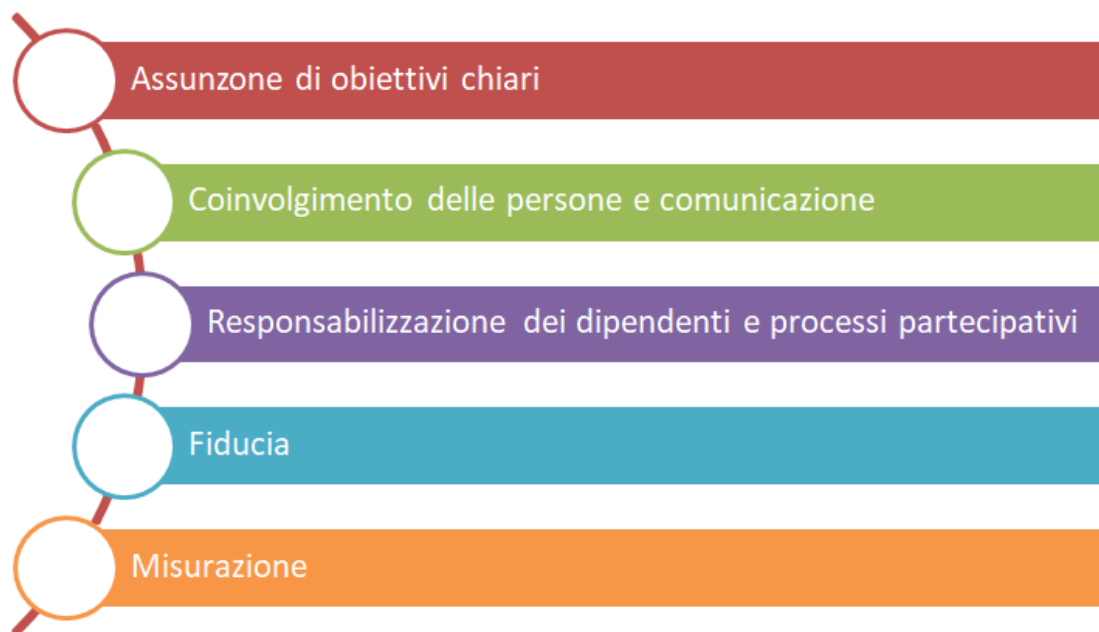 Assunzone di obiettivi chiari
Coinvolgimento delle persone e comunicazione
Responsabilizzazione dei dipendenti e processi partecipativi
Fiducia
Misurazione